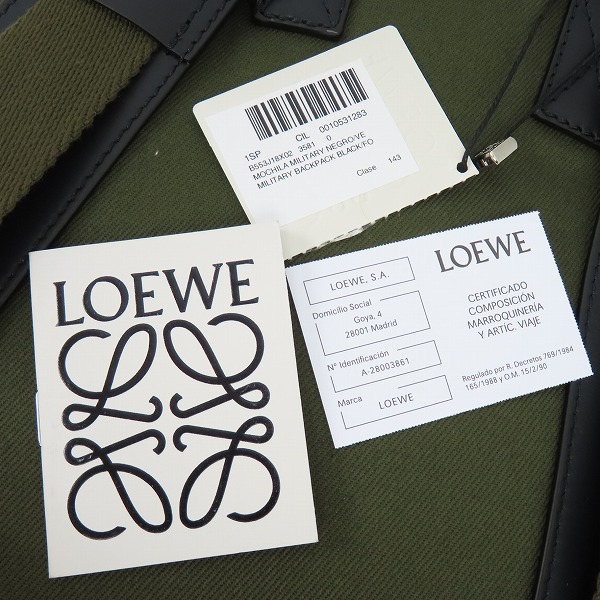 1SP CIL 0010531283
B553J18X02 3581 0
MOCHILA MILITARY NEGRO/VE
MILITARY BACKPACK BLACK/FO
Clase 143
LOEWE
LOEWE, S.A.
Domicilio Social
Goya, 4
28001 Madrid
N° Identificación
A-28003861
Marca
LOEWE
LOEWE
CERTIFICADO
COMPOSICIÓN
MARROQUINERÍA
Y ARTÍC. VIAJE
Regulado por R. Decretos 769/1984
165/1988 y O.M. 15/2/90